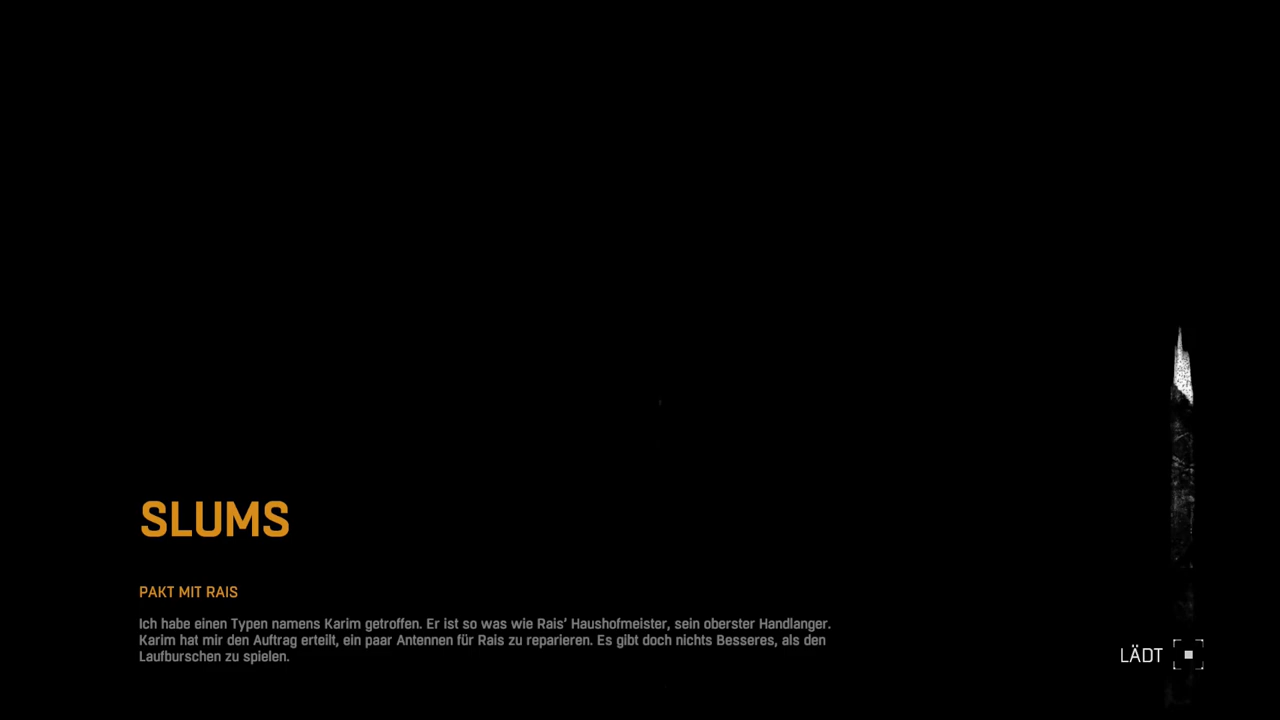 SLUMS
PAKT MIT RAIS
Ich habe einen Typen namens Karim getroffen. Er ist so was wie Rais’ Haushofmeister, sein oberster Handlanger.
Karim hat mir den Auftrag erteilt, ein paar Antennen für Rais zu reparieren. Es gibt doch nichts Besseres, als den
Laufburschen zu spielen.
LÄDT